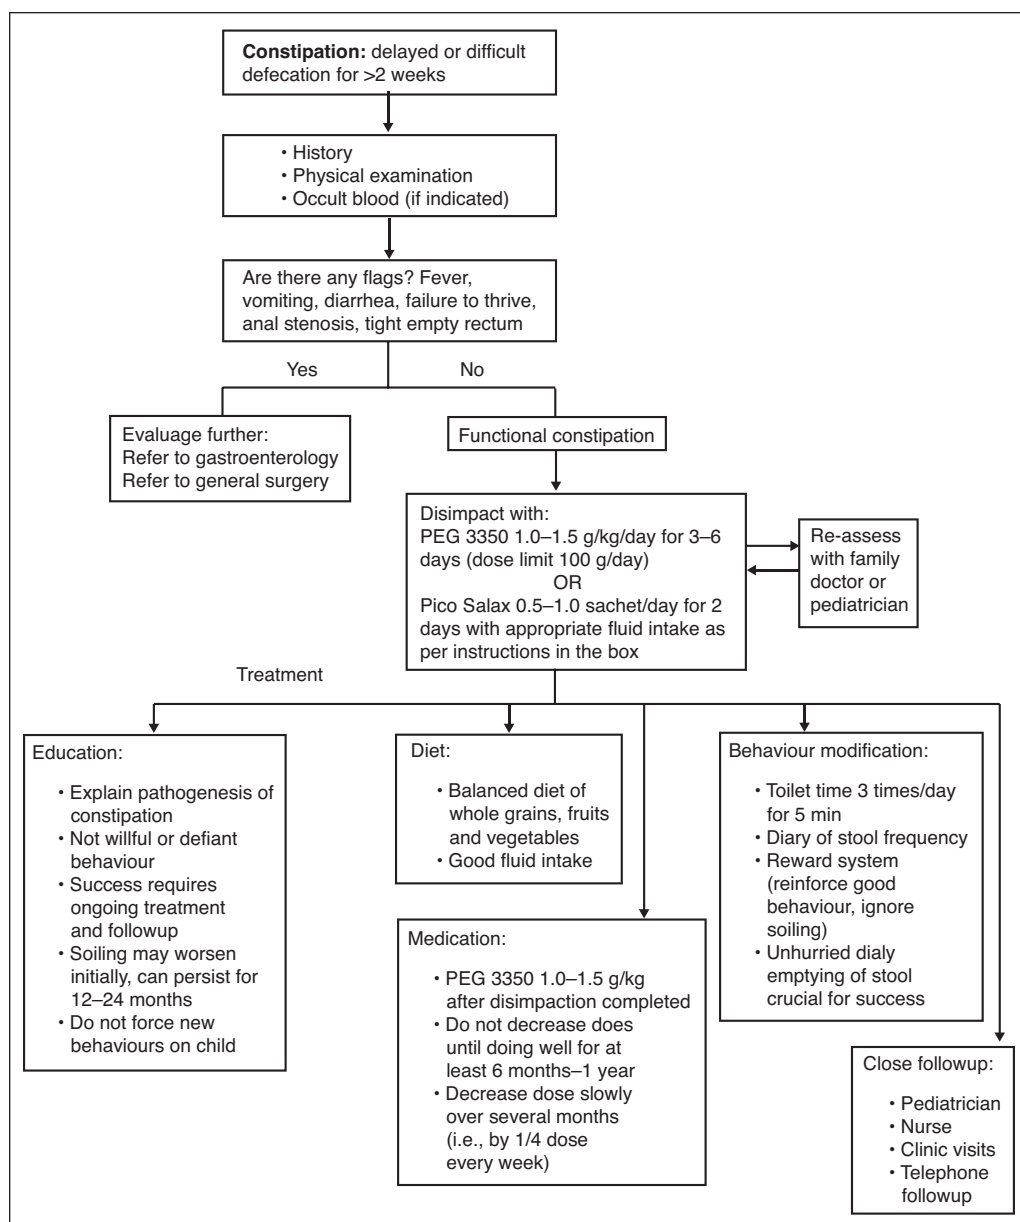 Constipation: delayed or difficult
defecation for >2 weeks
• History
• Physical examination
• Occult blood (if indicated)
Are there any flags? Fever,
vomiting, diarrhea, failure to thrive,
anal stenosis, tight empty rectum
Yes
No
Evaluage further:
Refer to gastroenterology
Refer to general surgery
Functional constipation
Disimpact with:
PEG 3350 1.0–1.5 g/kg/day for 3–6
days (dose limit 100 g/day)
OR
Pico Salax 0.5–1.0 sachet/day for 2
days with appropriate fluid intake as
per instructions in the box
Re-assess
with family
doctor or
pediatrician
Treatment
Education:
• Explain pathogenesis of
constipation
• Not willful or defiant
behaviour
• Success requires
ongoing treatment
and followup
• Soiling may worsen
initially, can persist for
12–24 months
• Do not force new
behaviours on child
Diet:
• Balanced diet of
whole grains, fruits
and vegetables
• Good fluid intake
Medication:
• PEG 3350 1.0–1.5 g/kg
after disimpaction completed
• Do not decrease does
until doing well for at
least 6 months–1 year
• Decrease dose slowly
over several months
(i.e., by 1/4 dose
every week)
Behaviour modification:
• Toilet time 3 times/day
for 5 min
• Diary of stool frequency
• Reward system
(reinforce good
behaviour, ignore
soiling)
• Unhurried dialy
emptying of stool
crucial for success
Close followup:
• Pediatrician
• Nurse
• Clinic visits
• Telephone
followup